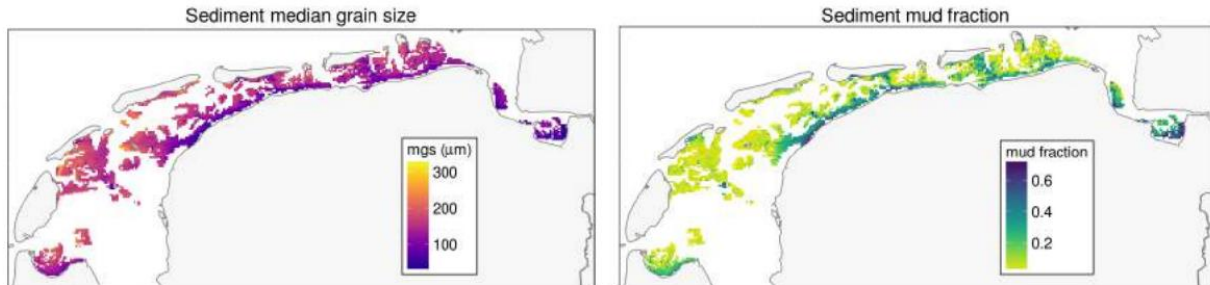 Sediment median grain size
mgs (μm)
300
200
100
Sediment mud fraction
mud fraction
0.6
0.4
0.2